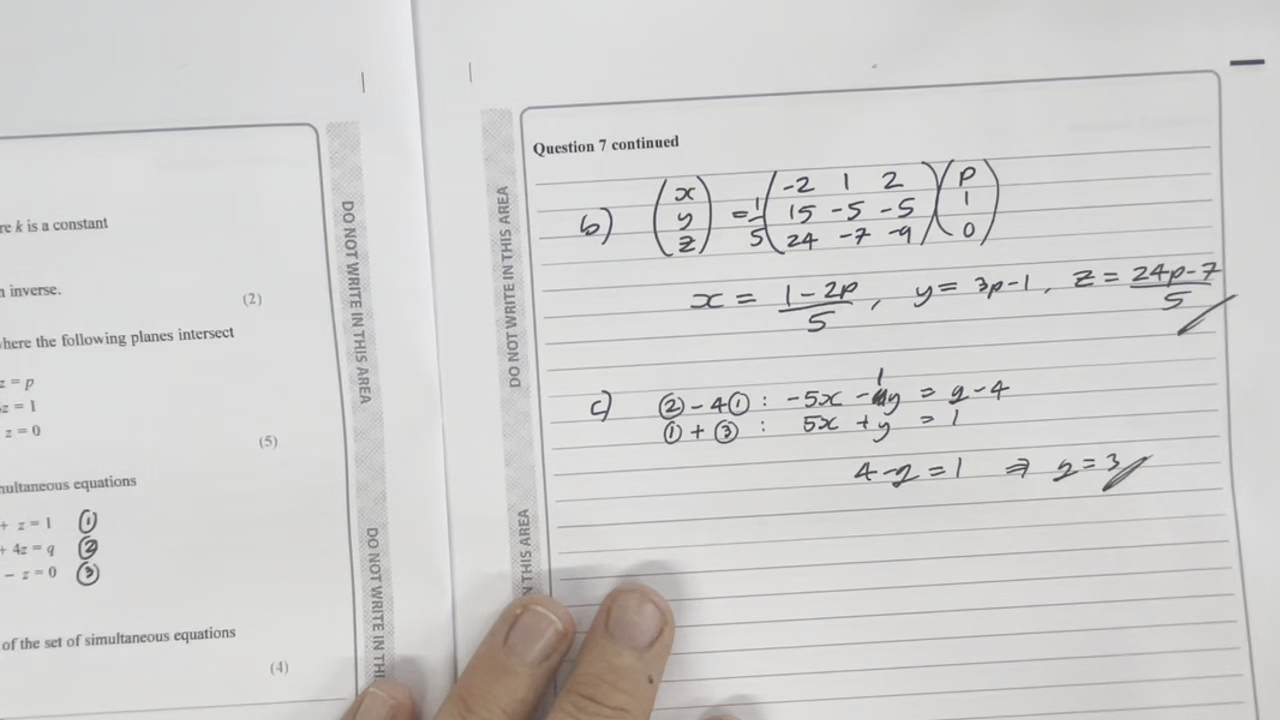 re k is a constant
n inverse.
(2)
here the following planes intersect
z = p
z = 1
z = 0
(5)
multaneous equations
+ z = 1 ①
+ 4z = q ②
− z = 0 ③
of the set of simultaneous equations
(4)
DO NOT WRITE IN THIS AREA
DO NOT WRITE IN THI
DO NOT WRITE IN THIS AREA
N THIS AREA
Question 7 continued
b) (x y z) = 1/5 (-2 1 2 15 -5 -5 24 -7 -9) (p 1 0)
x = (1-2p)/5, y = 3p-1, z = (24p-7)/5
c) ②-4①: -5x - y = q-4
①+③: 5x + y = 1
4-q = 1 ⇒ q = 3